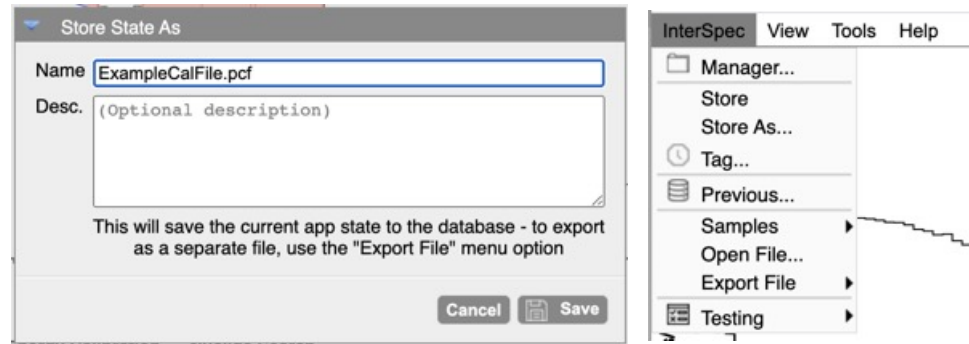 Store State As
Name ExampleCalFile.pcf
Desc. (Optional description)
This will save the current app state to the database - to export
as a separate file, use the "Export File" menu option
Cancel Save
InterSpec View Tools Help
Manager...
Store
Store As...
Tag...
Previous...
Samples
Open File...
Export File
Testing